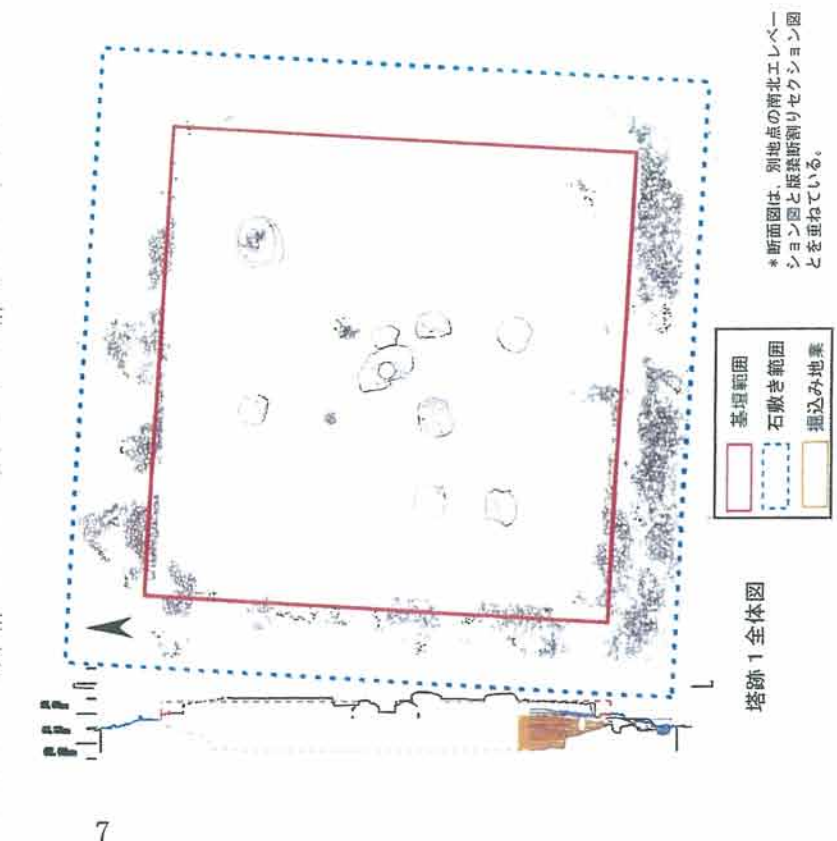 *断面図は、別地点の南北エレベー
ション図と版築断割りセクション図
とを重ねている。
基壇範囲
石敷き範囲
掘込み地業
塔跡1全体図
7